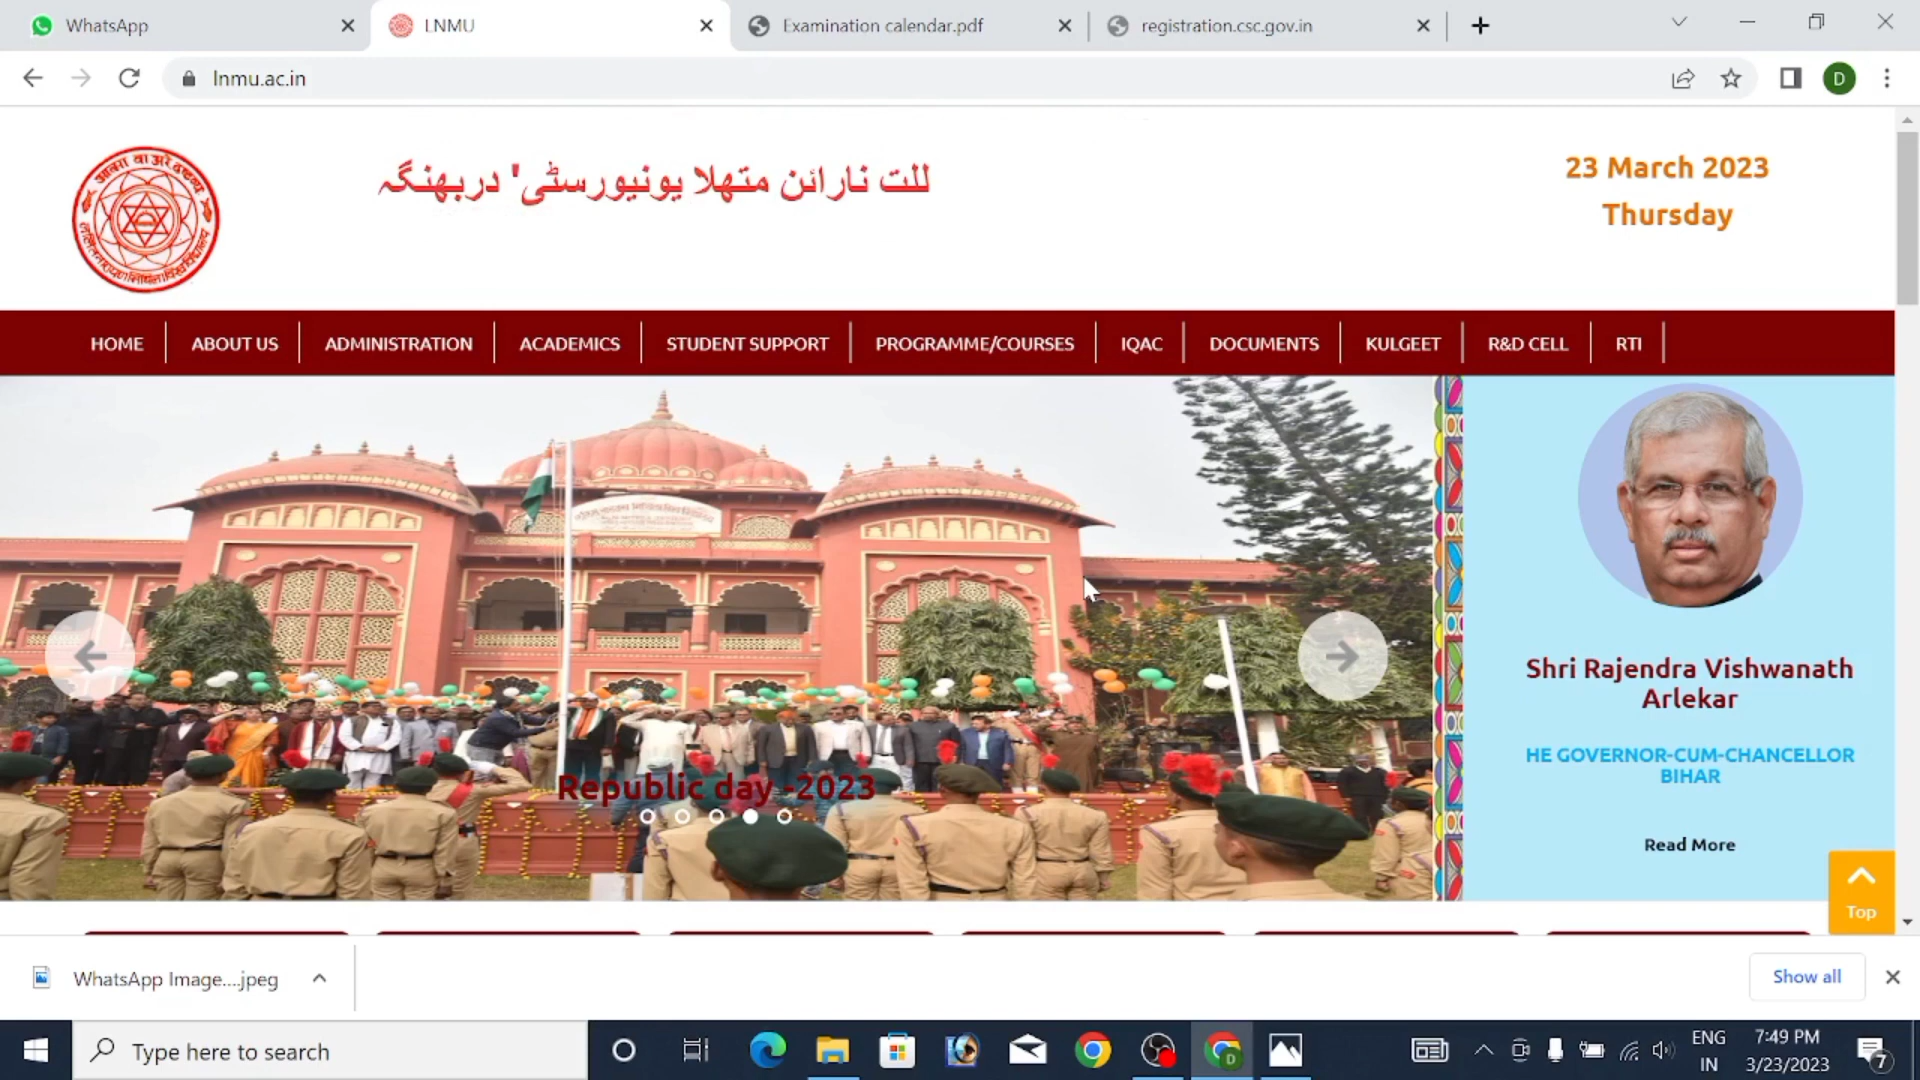 WhatsApp
LNMU
Examination calendar.pdf
registration.csc.gov.in
lnmu.ac.in
D
للت نارائن متھلا یونیورسٹی' دربھنگہ
23 March 2023
Thursday
HOME
ABOUT US
ADMINISTRATION
ACADEMICS
STUDENT SUPPORT
PROGRAMME/COURSES
IQAC
DOCUMENTS
KULGEET
R&D CELL
RTI
Republic day -2023
Shri Rajendra Vishwanath
Arlekar
HE GOVERNOR-CUM-CHANCELLOR
BIHAR
Read More
Top
WhatsApp Image....jpeg
Show all
Type here to search
D
ENG
IN
7:49 PM
3/23/2023
7